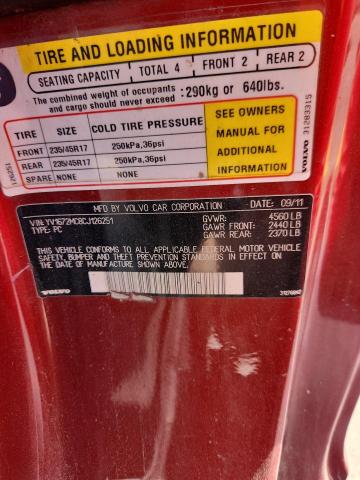 TIRE AND LOADING INFORMATION
SEATING CAPACITY TOTAL 4 FRONT 2 REAR 2
The combined weight of occupants and cargo should never exceed : 290kg or 640lbs.
TIRE SIZE COLD TIRE PRESSURE
FRONT 235/45R17 250kPa,36psi
REAR 235/45R17 250kPa,36psi
SPARE NONE NONE
SEE OWNERS
MANUAL FOR
ADDITIONAL
INFORMATION
VOLVO 31283315
126251
MFD BY VOLVO CAR CORPORATION 09/11
VIN: YV1672MC8CJ126251
TYPE: PC
GVWR: 4560 LB
GAWR FRONT: 2440 LB
GAWR REAR: 2370 LB
THIS VEHICLE CONFORMS TO ALL APPLICABLE FEDERAL MOTOR VEHICLE
SAFETY, BUMPER AND THEFT PREVENTION STANDARDS IN EFFECT ON THE
DATE OF MANUFACTURE SHOWN ABOVE.
VOLVO